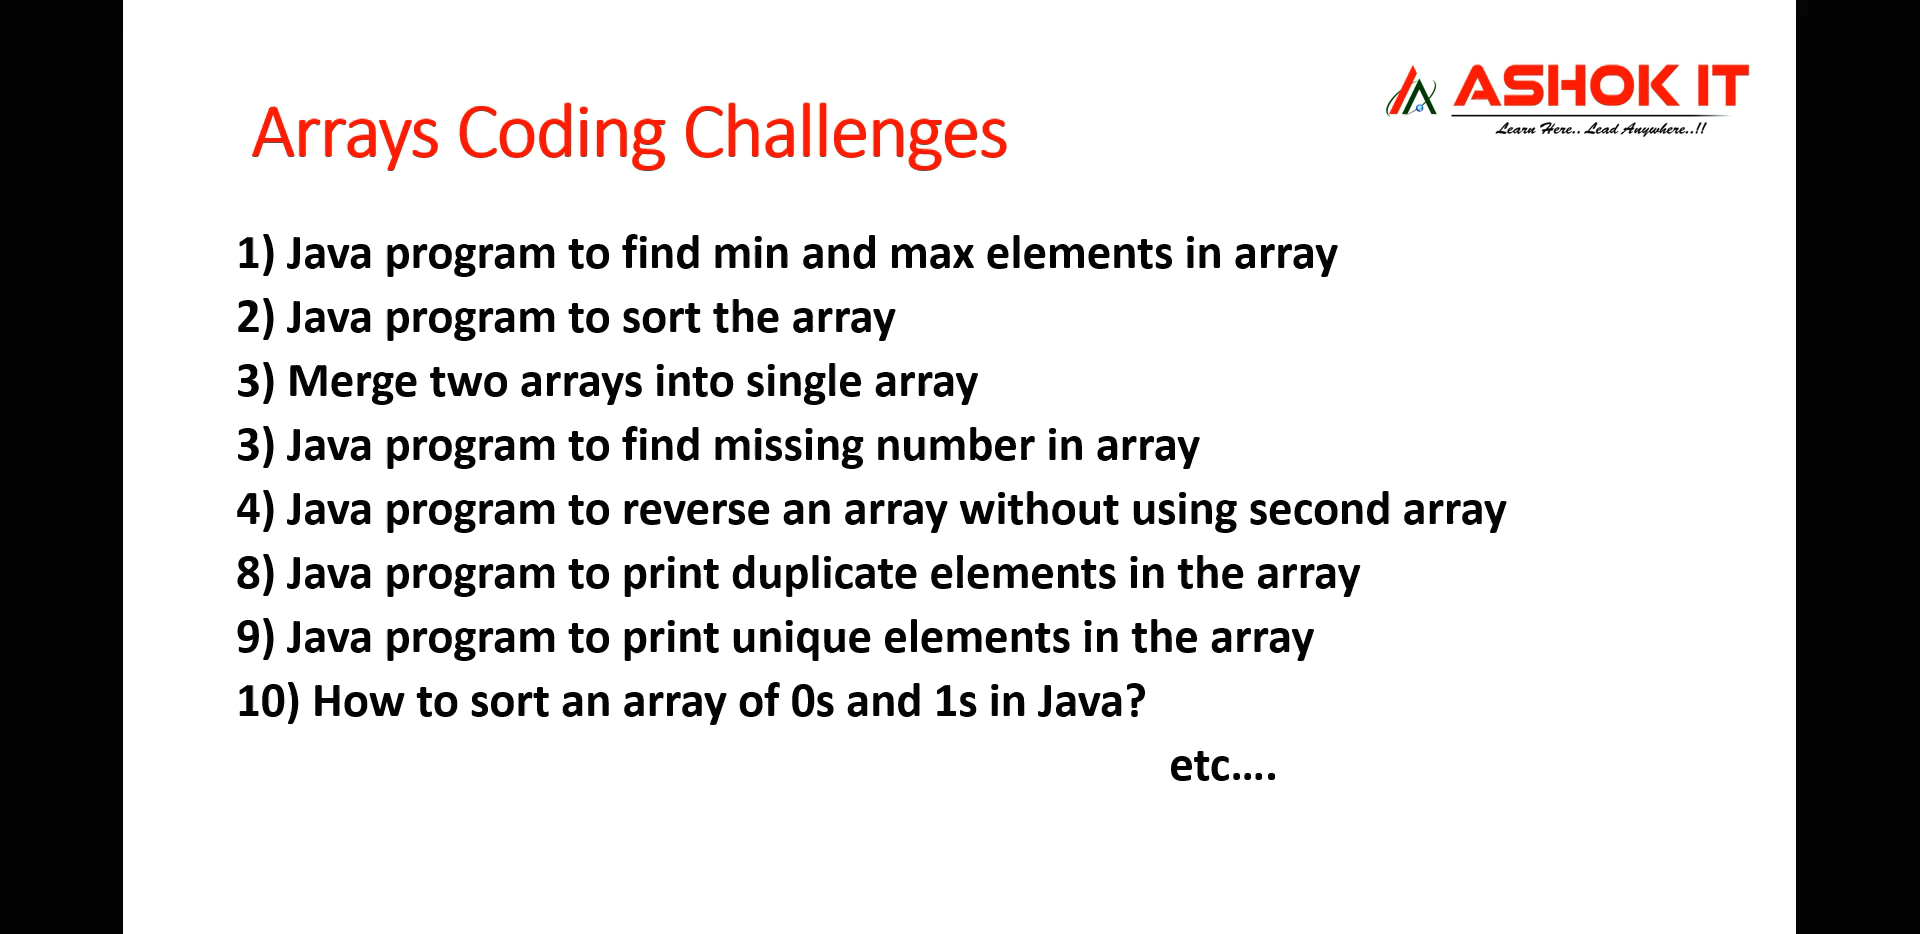 ASHOK IT
Learn Here.. Lead Anywhere..!!
Arrays Coding Challenges
1) Java program to find min and max elements in array
2) Java program to sort the array
3) Merge two arrays into single array
3) Java program to find missing number in array
4) Java program to reverse an array without using second array
8) Java program to print duplicate elements in the array
9) Java program to print unique elements in the array
10) How to sort an array of 0s and 1s in Java?
etc....